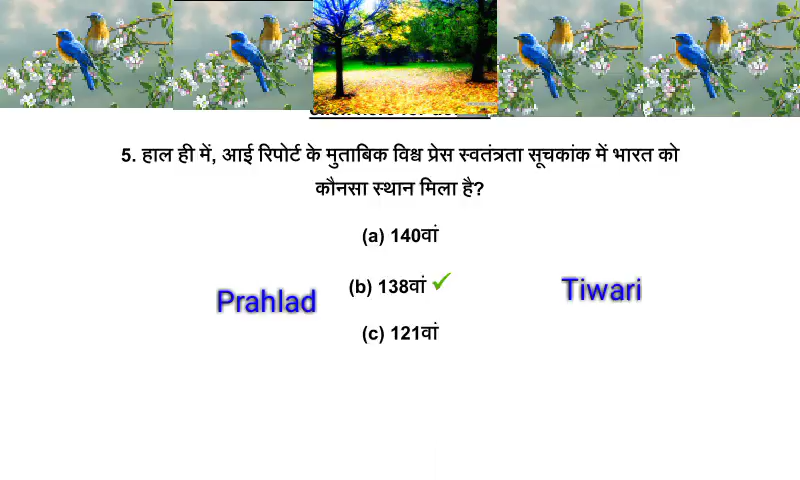 5. हाल ही में, आई रिपोर्ट के मुताबिक विश्व प्रेस स्वतंत्रता सूचकांक में भारत को
कौनसा स्थान मिला है?
(a) 140वां
(b) 138वां ✓
Prahlad
Tiwari
(c) 121वां